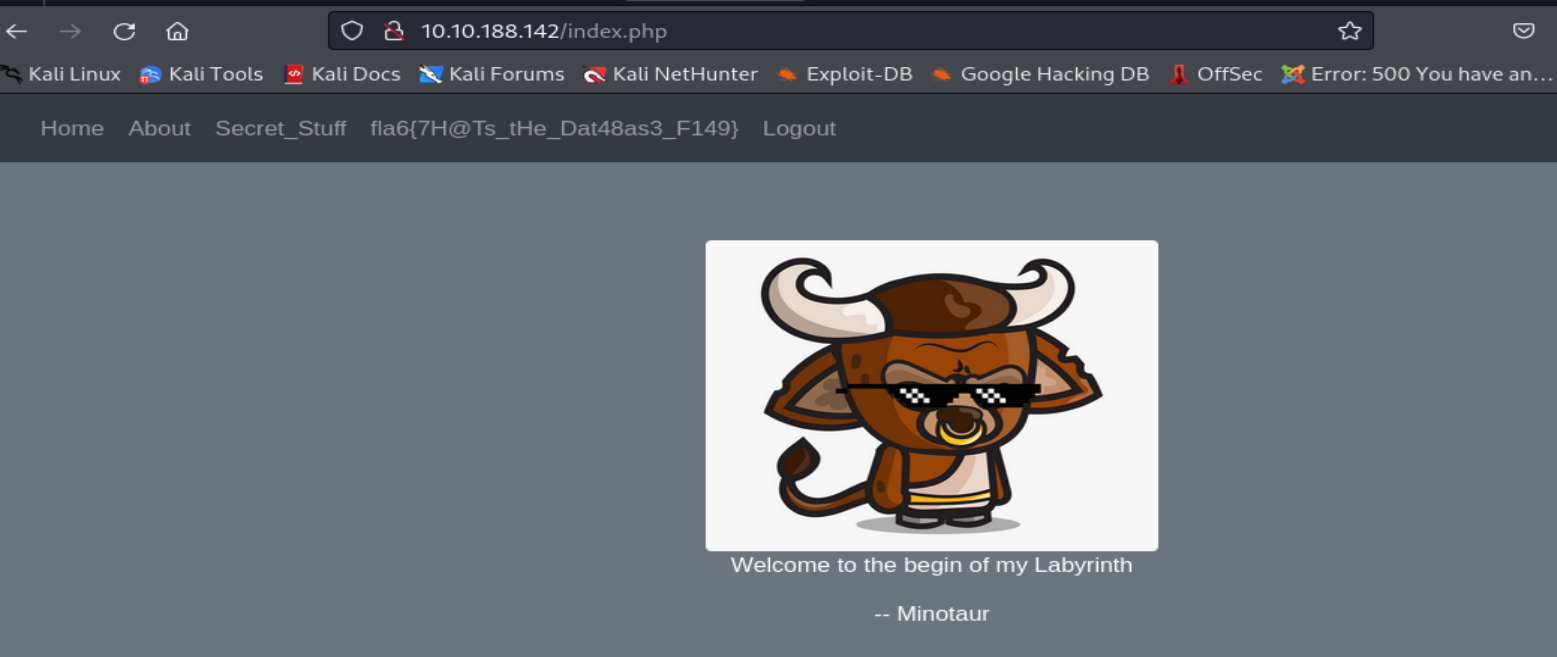 10.10.188.142/index.php
Kali Linux Kali Tools Kali Docs Kali Forums Kali NetHunter Exploit-DB Google Hacking DB OffSec Error: 500 You have an...
Home About Secret_Stuff fla6{7H@Ts_tHe_Dat48as3_F149} Logout
Welcome to the begin of my Labyrinth
-- Minotaur